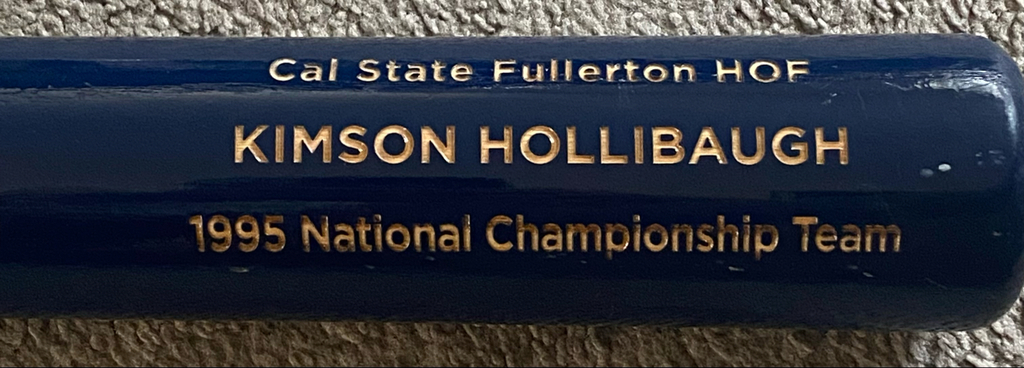 Cal State Fullerton HOF
KIMSON HOLLIBAUGH
1995 National Championship Team